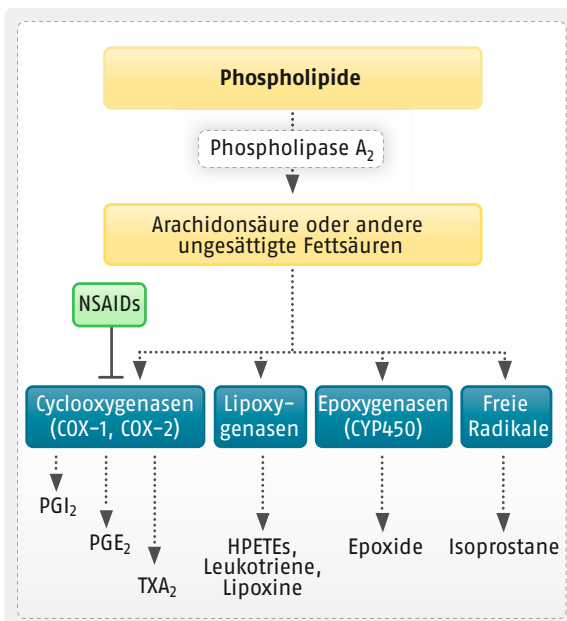 Phospholipide
Phospholipase A₂
Arachidonsäure oder andere
ungesättigte Fettsäuren
NSAIDs
Cyclooxygenasen
(COX-1, COX-2)
Lipoxy-
genasen
Epoxygenasen
(CYP450)
Freie
Radikale
PGI₂
PGE₂
TXA₂
HPETEs,
Leukotriene,
Lipoxine
Epoxide
Isoprostane